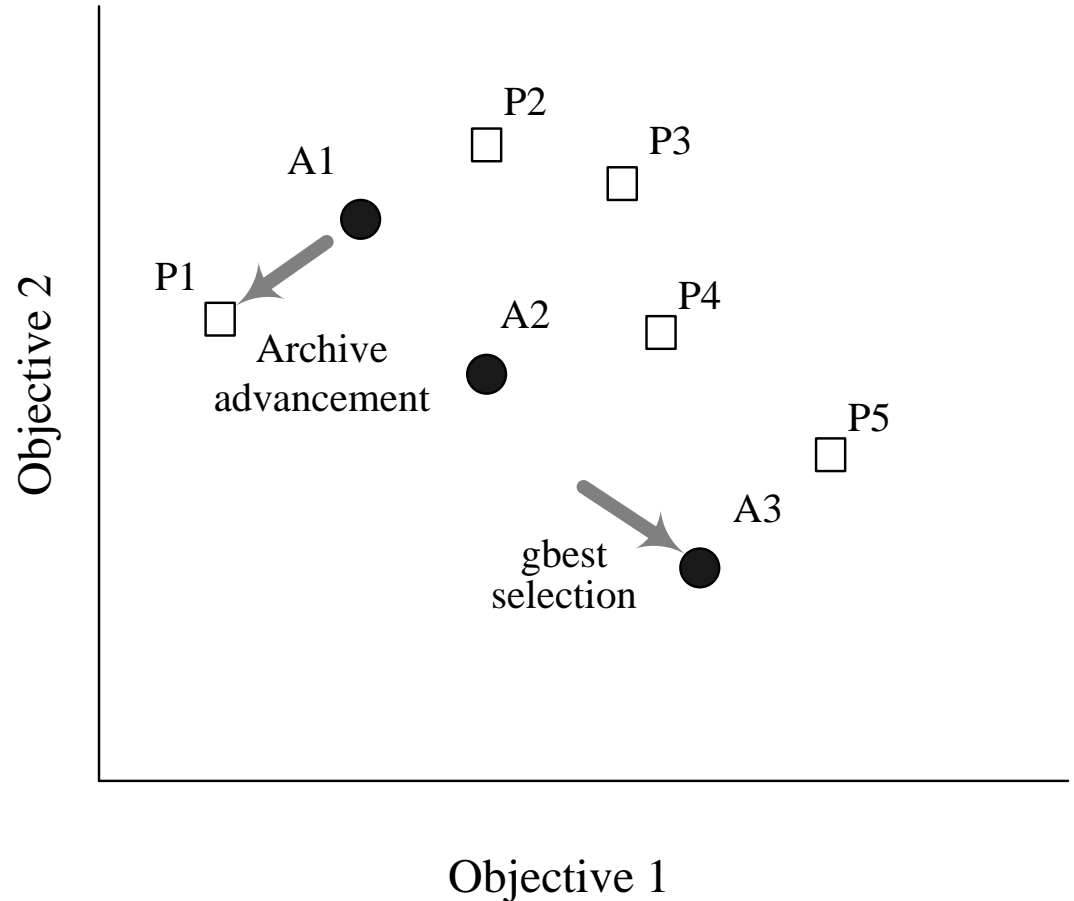 P2
P3
A1
P1
P4
A2
Archive
advancement
P5
A3
gbest
selection
Objective 2
Objective 1